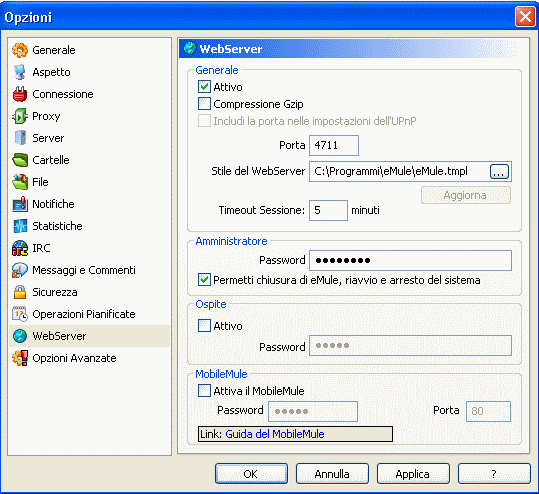 Opzioni
Generale
Aspetto
Connessione
Proxy
Server
Cartelle
File
Notifiche
Statistiche
IRC
Messaggi e Commenti
Sicurezza
Operazioni Pianificate
WebServer
Opzioni Avanzate
WebServer
Generale
Attivo
Compressione Gzip
Includi la porta nelle impostazioni dell'UPnP
Porta 4711
Stile del WebServer C:\Programmi\eMule\eMule.tmpl ...
Aggiorna
Timeout Sessione: 5 minuti
Amministratore
Password ●●●●●●●●
Permetti chiusura di eMule, riavvio e arresto del sistema
Ospite
Attivo
Password ●●●●●
MobileMule
Attiva il MobileMule
Password ●●●●● Porta 80
Link: Guida del MobileMule
OK Annulla Applica ?